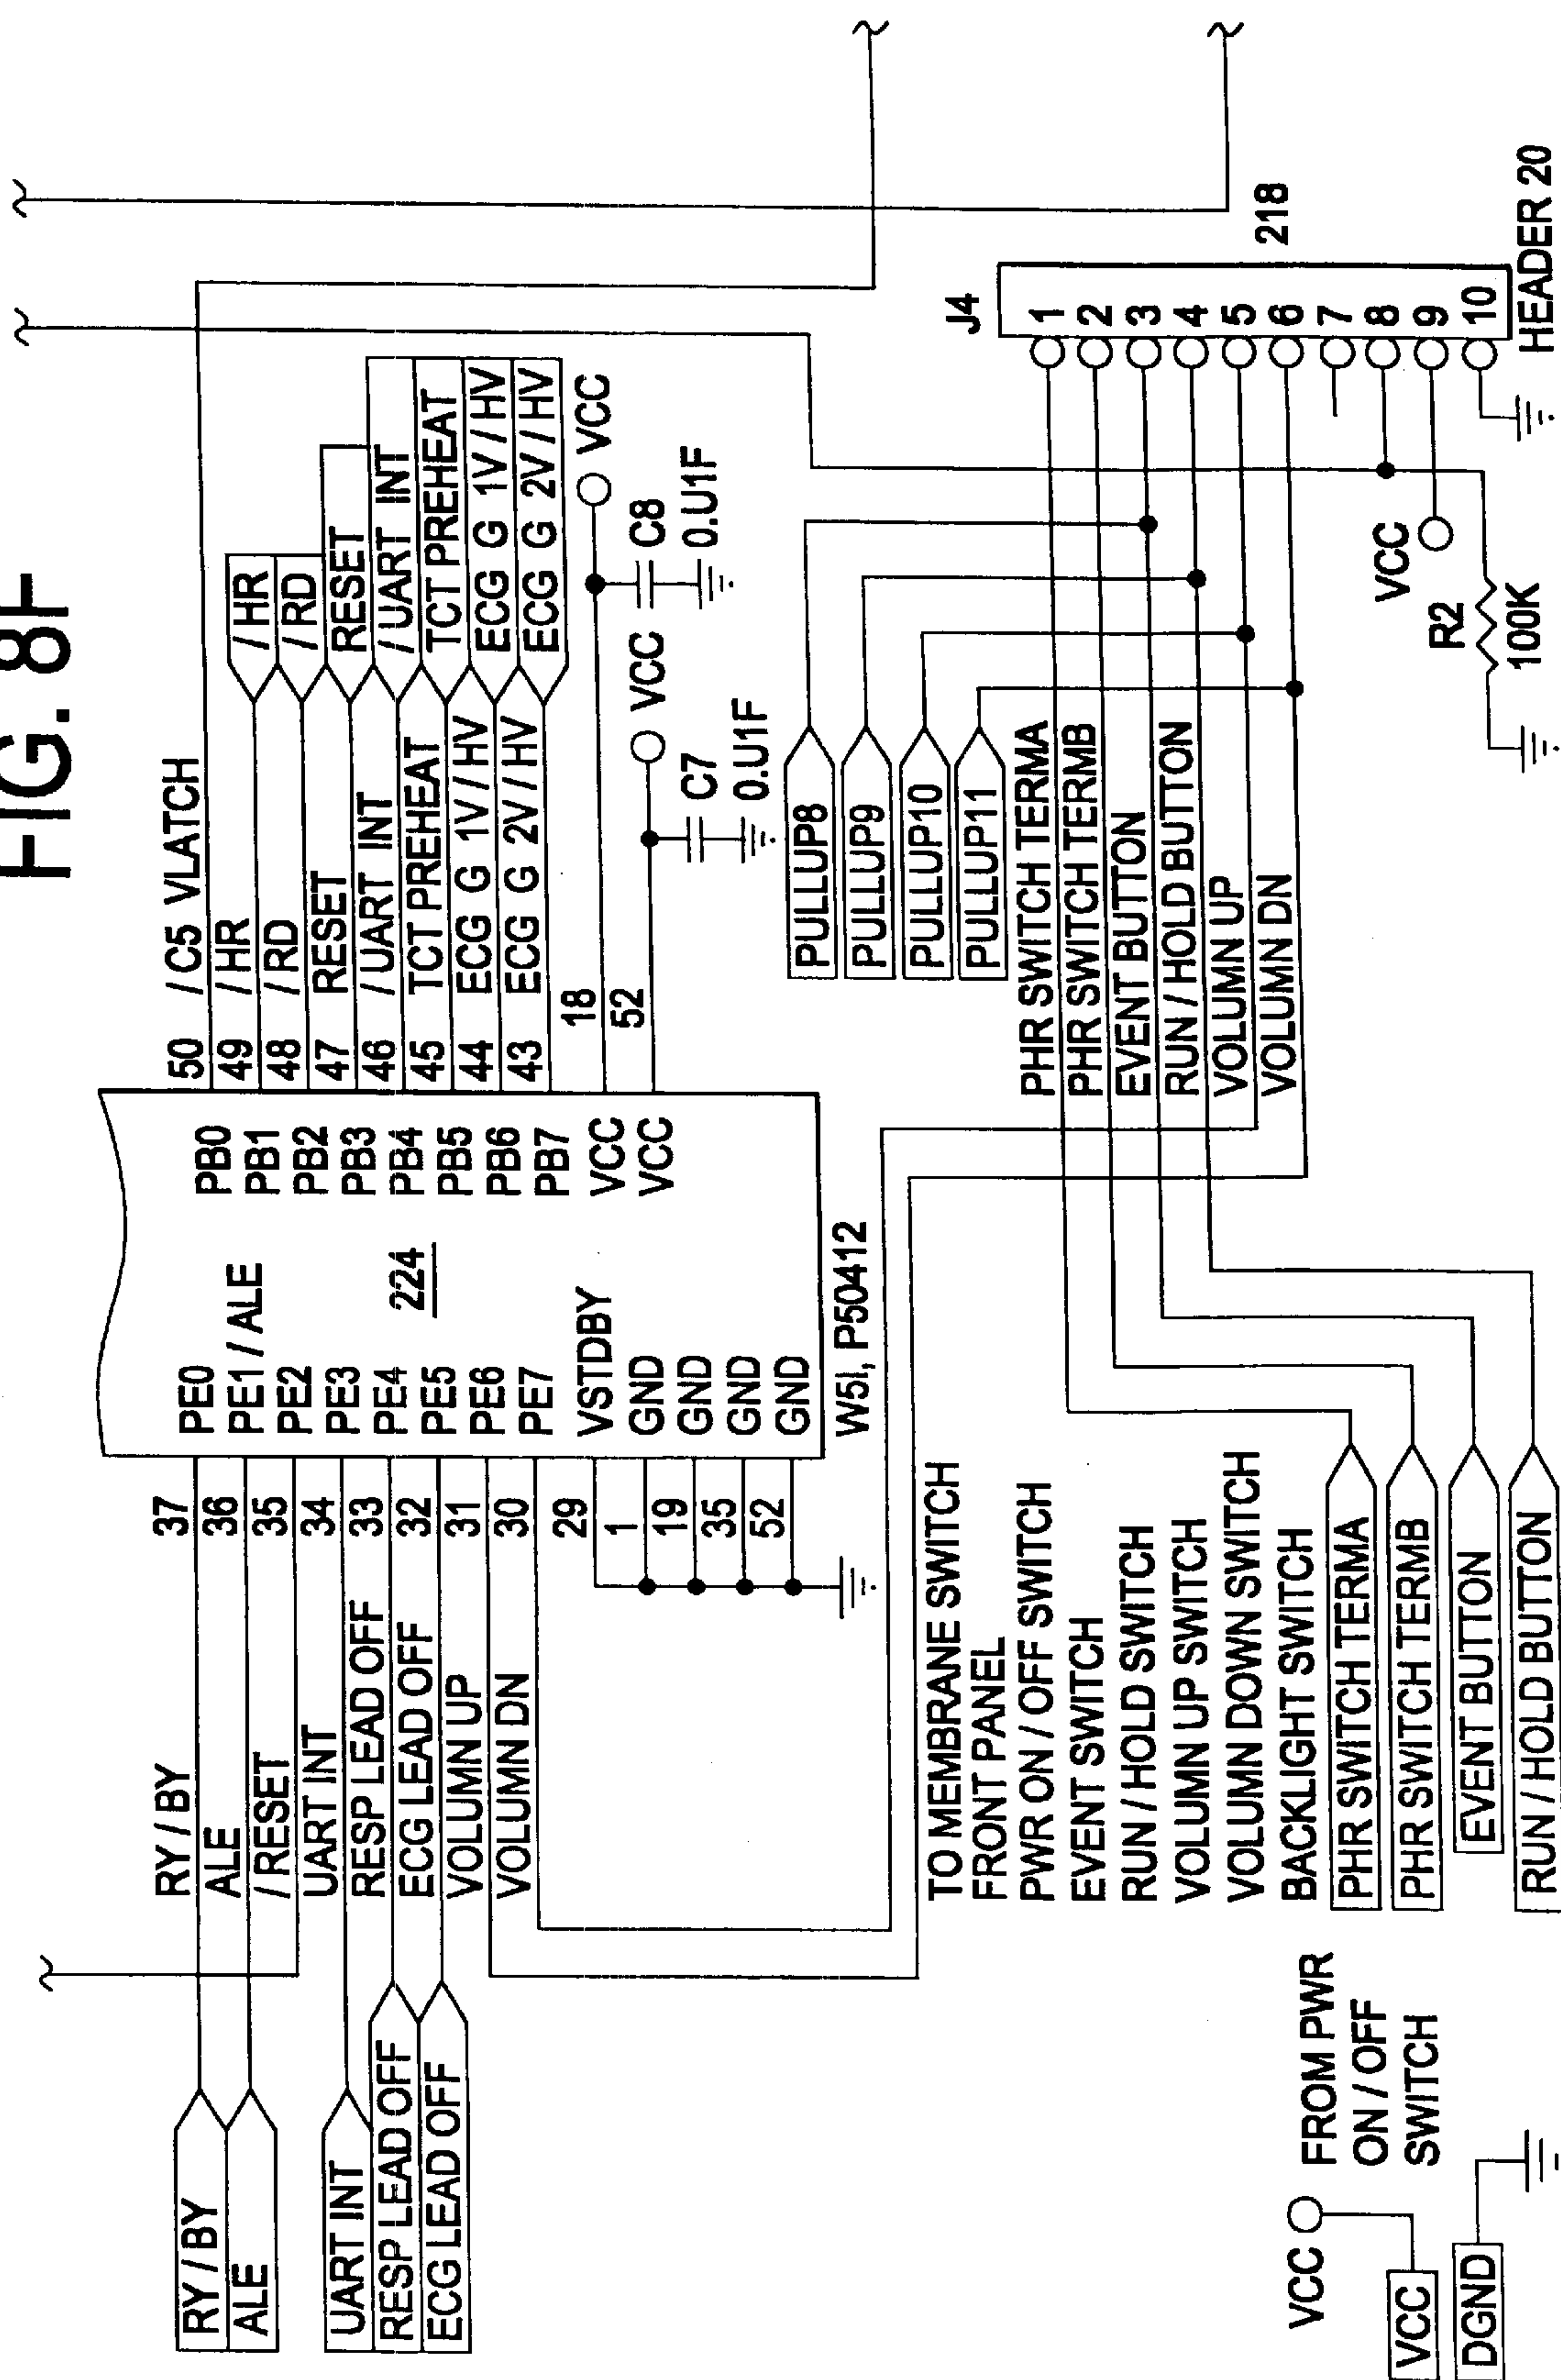 FIG. 8F
RY / BY
ALE
UART INT
RESP LEAD OFF
ECG LEAD OFF
RY / BY
ALE
/ RESET
UART INT
RESP LEAD OFF
ECG LEAD OFF
VOLUMN UP
VOLUMN DN
37
36
35
34
33
32
31
30
29
1
19
35
52
PE0
PE1 / ALE
PE2
PE3
PE4
PE5
PE6
PE7
VSTDBY
GND
GND
GND
GND
224
PB0
PB1
PB2
PB3
PB4
PB5
PB6
PB7
VCC
VCC
W5I, P50412
50 / C5 VLATCH
49 / HR
48 / RD
47 RESET
46 / UART INT
45 TCT PREHEAT
44 ECG G 1V / HV
43 ECG G 2V / HV
18
52
/ HR
/ RD
RESET
/ UART INT
TCT PREHEAT
ECG G 1V / HV
ECG G 2V / HV
VCC
C8
0.U1F
VCC
C7
0.U1F
PULLUP8
PULLUP9
PULLUP10
PULLUP11
PHR SWITCH TERMA
PHR SWITCH TERMB
EVENT BUTTON
RUN / HOLD BUTTON
VOLUMN UP
VOLUMN DN
J4
1
2
3
4
5
6
7
8
9
10
218
HEADER 20
VCC
R2
100K
TO MEMBRANE SWITCH
FRONT PANEL
PWR ON / OFF SWITCH
EVENT SWITCH
RUN / HOLD SWITCH
VOLUMN UP SWITCH
VOLUMN DOWN SWITCH
BACKLIGHT SWITCH
PHR SWITCH TERMA
PHR SWITCH TERMB
EVENT BUTTON
RUN / HOLD BUTTON
VCC
FROM PWR
ON / OFF
SWITCH
VCC
DGND